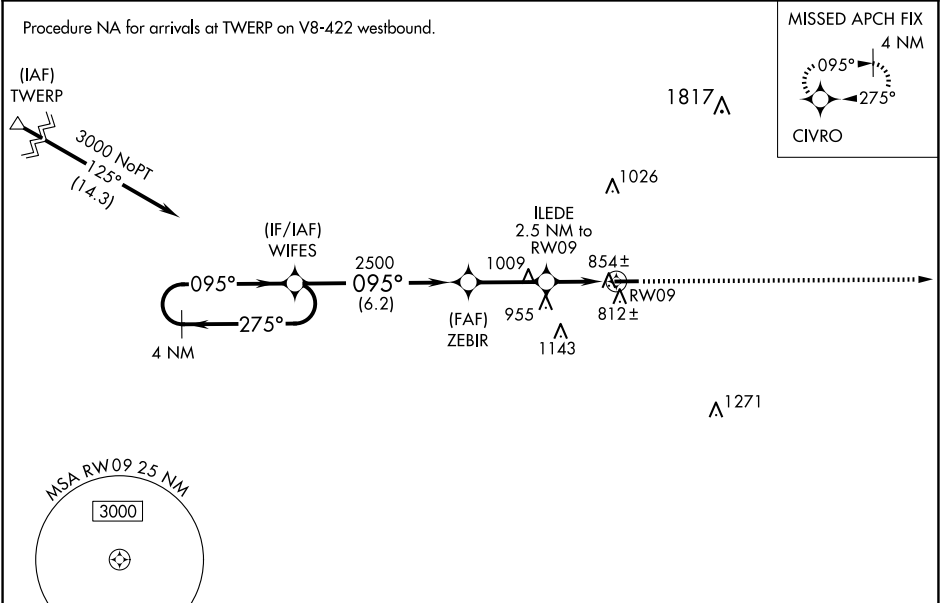 Procedure NA for arrivals at TWERP on V8-422 westbound.
MISSED APCH FIX
4 NM
095°
275°
CIVRO
(IAF)
TWERP
3000 NoPT
125°
(14.3)
1817
1026
(IF/IAF)
WIFES
ILEDE
2.5 NM to
RW09
095°
2500
095°
(6.2)
1009
854±
RW09
275°
4 NM
(FAF)
ZEBIR
955
812±
1143
1271
MSA RW09 25 NM
3000